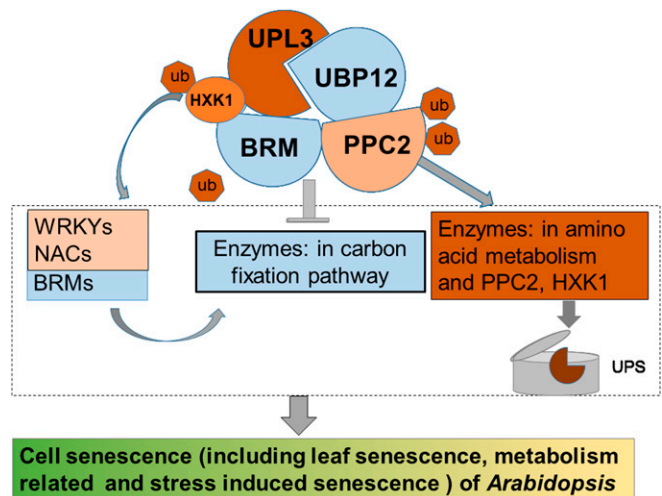 UPL3
UBP12
ub
HXK1
ub
BRM
PPC2
ub
ub
WRKYs
NACs
BRMs
Enzymes: in carbon
fixation pathway
Enzymes: in amino
acid metabolism
and PPC2, HXK1
UPS
Cell senescence (including leaf senescence, metabolism
related and stress induced senescence ) of Arabidopsis